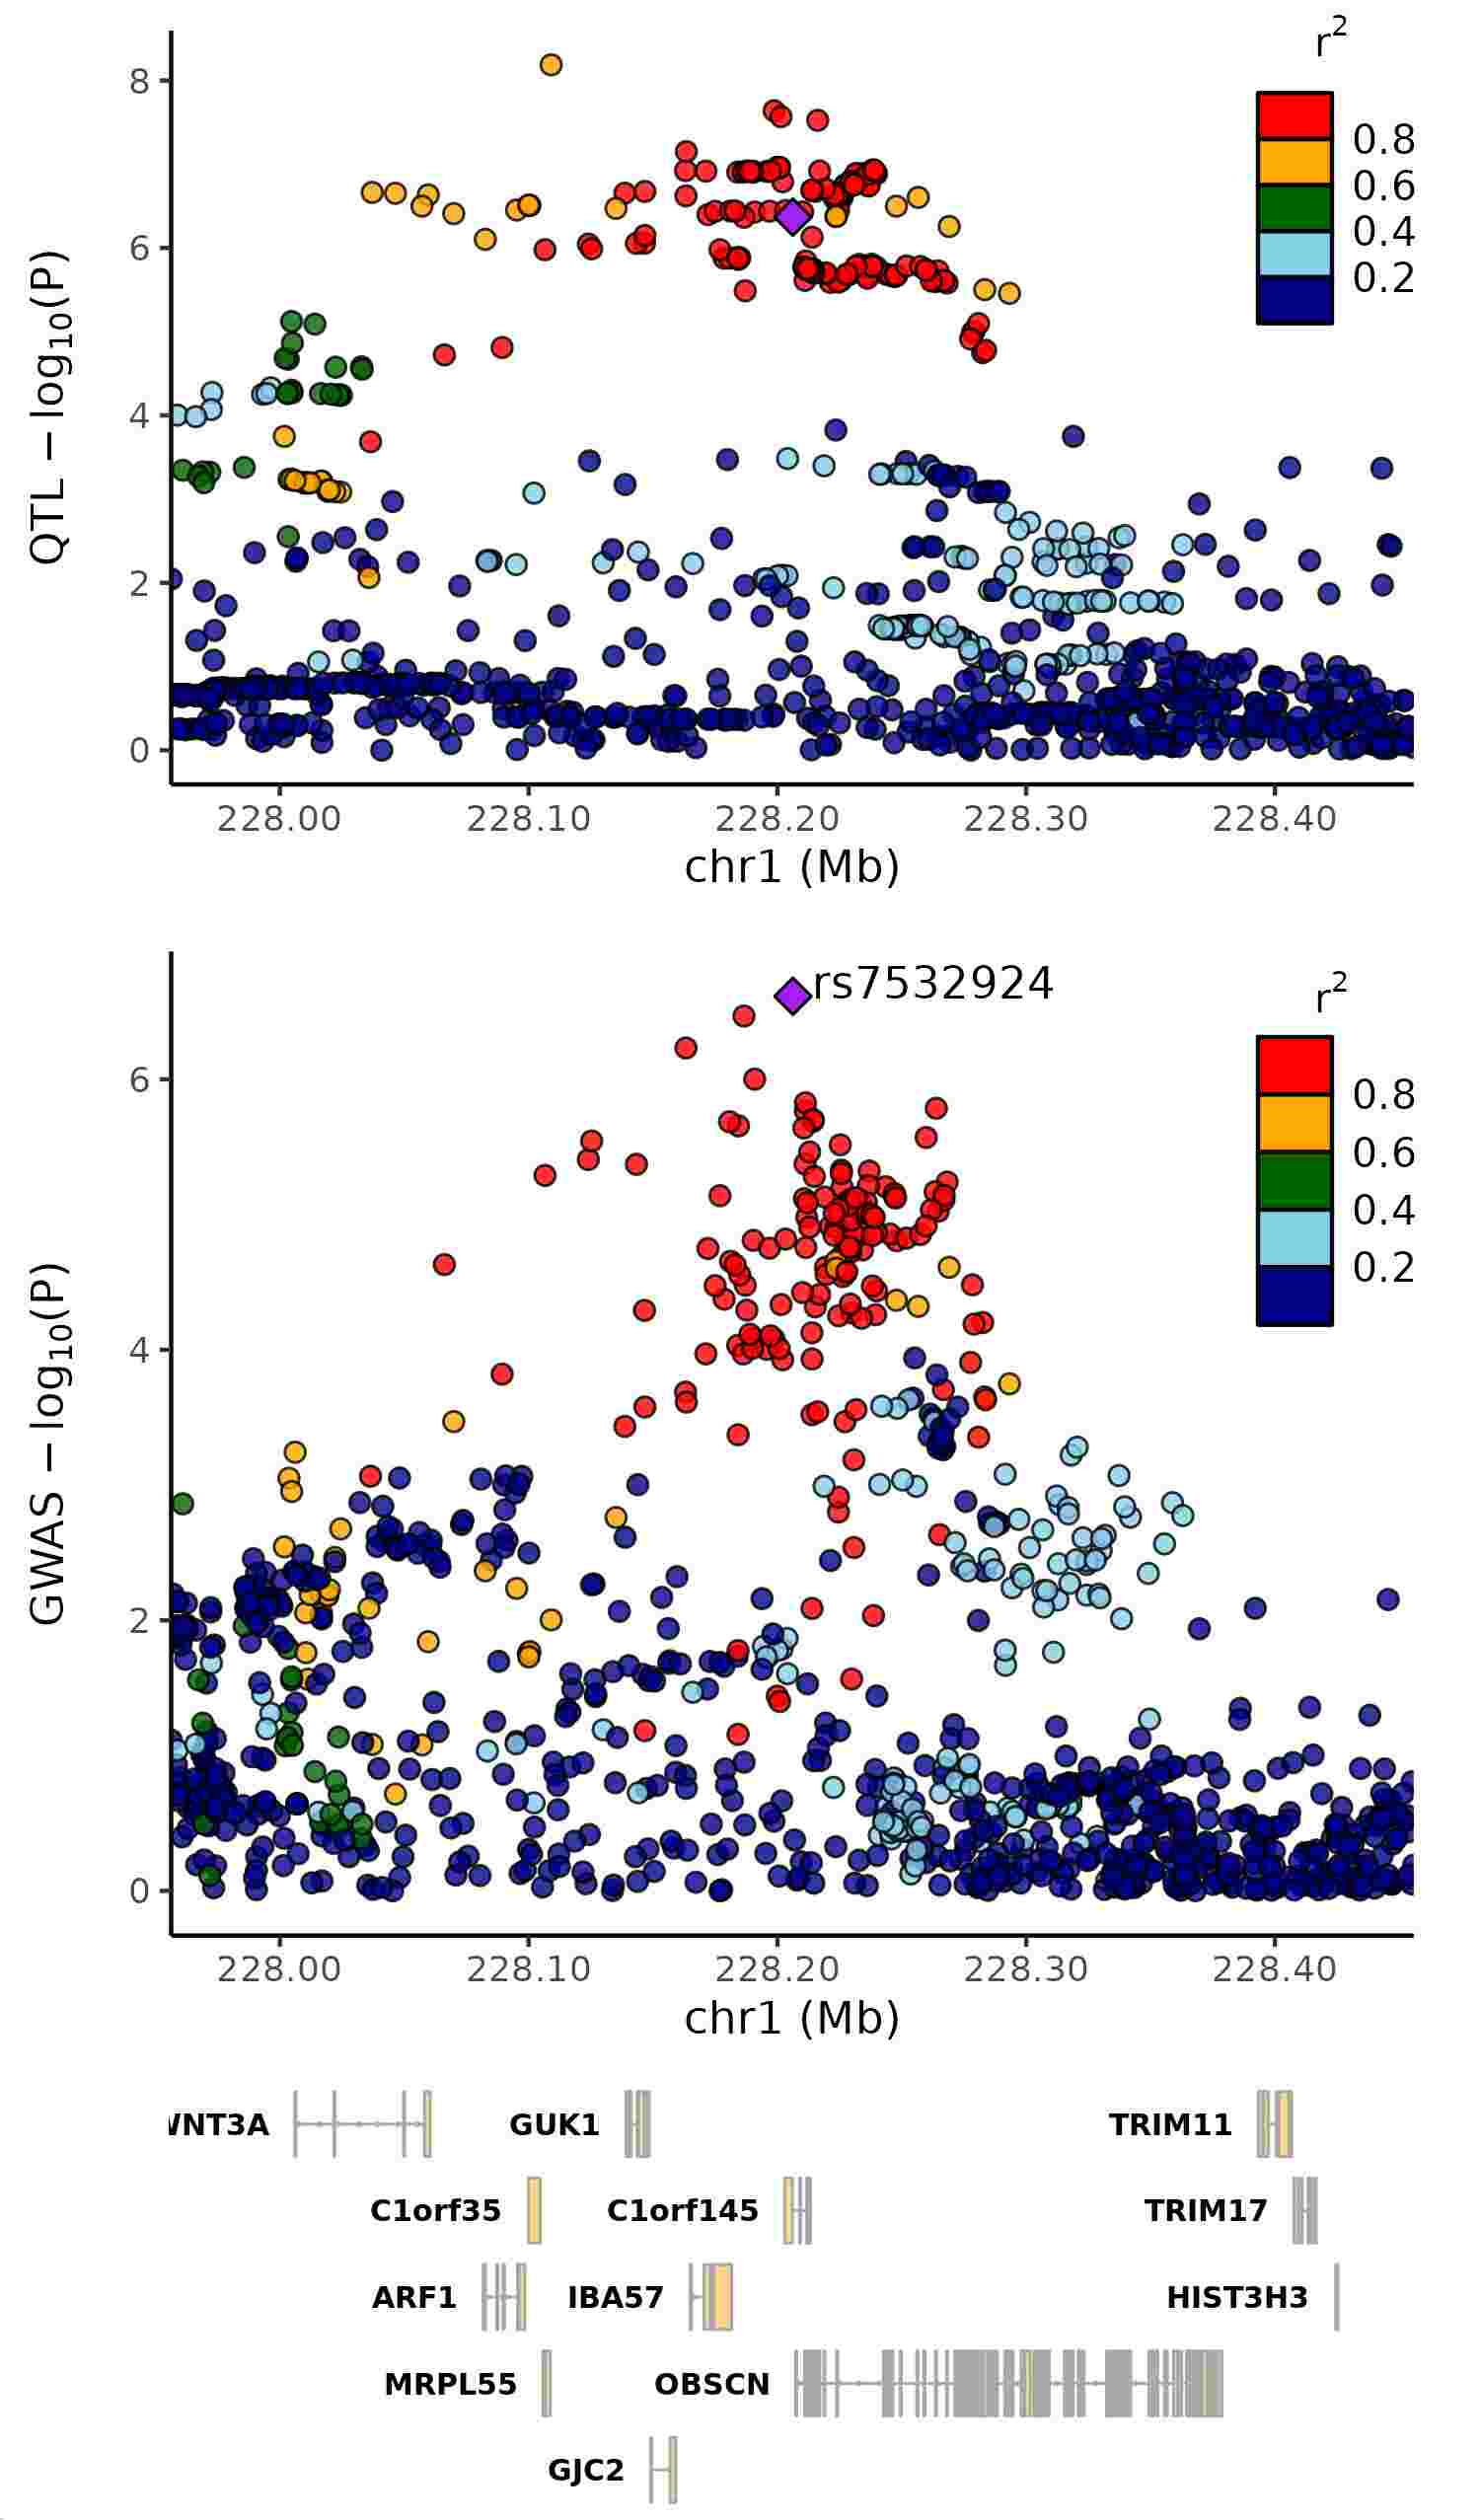 r2
8
6
4
2
0
0.8
0.6
0.4
0.2
QTL − log10(P)
228.00 228.10 228.20 228.30 228.40
chr1 (Mb)
rs7532924
r2
6
4
2
0
0.8
0.6
0.4
0.2
GWAS − log10(P)
228.00 228.10 228.20 228.30 228.40
chr1 (Mb)
WNT3A GUK1 TRIM11
C1orf35 C1orf145 TRIM17
ARF1 IBA57 HIST3H3
MRPL55 OBSCN
GJC2